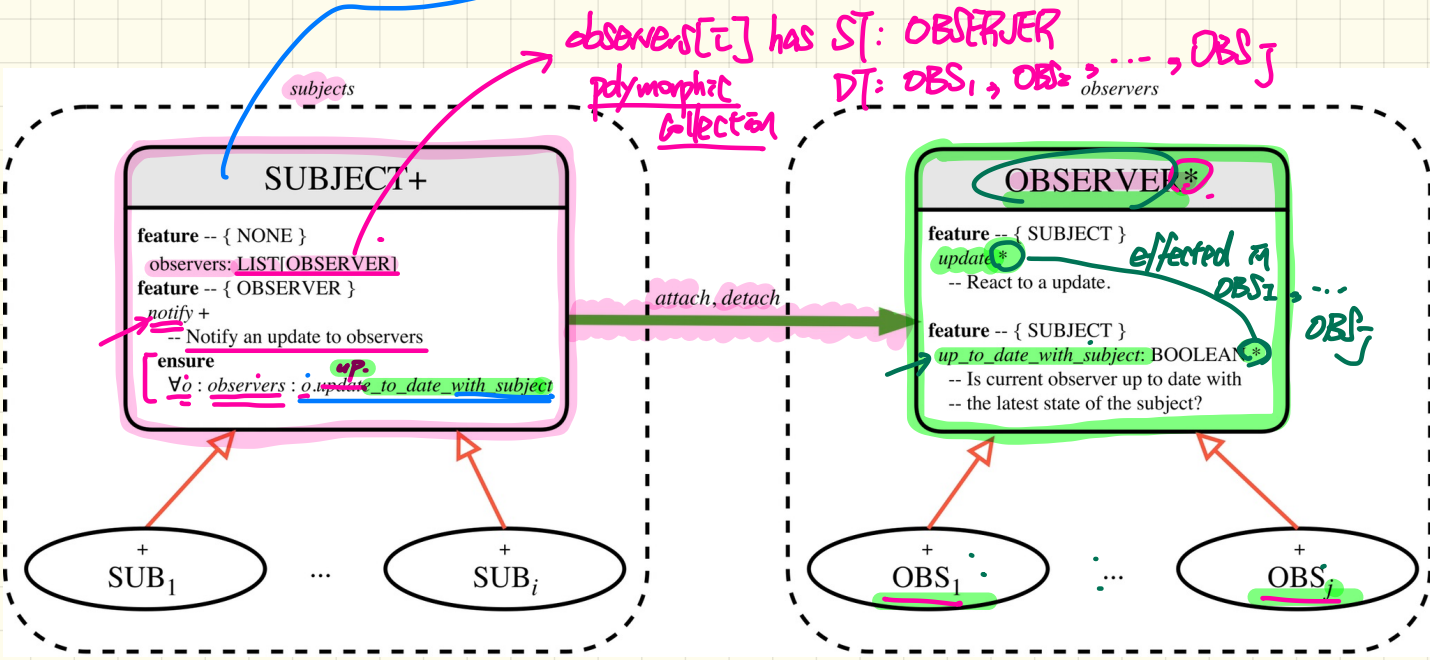 observers[i] has ST: OBSERVER
polymorphic collection
DT: OBS1, OBS2, ..., OBSj
subjects
observers
SUBJECT+
feature -- { NONE }
observers: LIST[OBSERVER]
feature -- { OBSERVER }
notify +
-- Notify an update to observers
ensure
up.
∀o : observers : o.update_to_date_with_subject
attach, detach
OBSERVER*
feature -- { SUBJECT }
update*
-- React to a update.
effected in
OBS1, ...
OBSj
feature -- { SUBJECT }
up_to_date_with_subject: BOOLEAN *
-- Is current observer up to date with
-- the latest state of the subject?
+
SUB1
...
+
SUBi
+
OBS1
...
+
OBSj